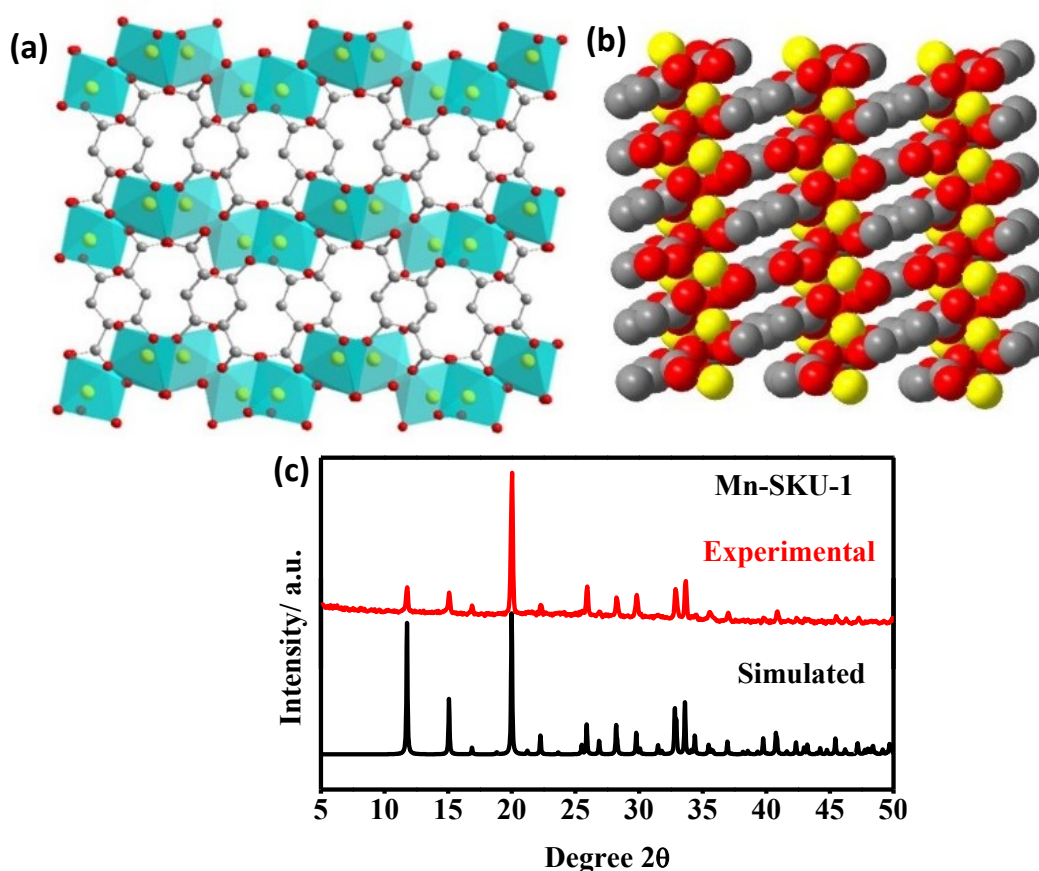 (a)
(b)
(c)
Mn-SKU-1
Experimental
Simulated
Intensity/ a.u.
5 10 15 20 25 30 35 40 45 50
Degree 2θ